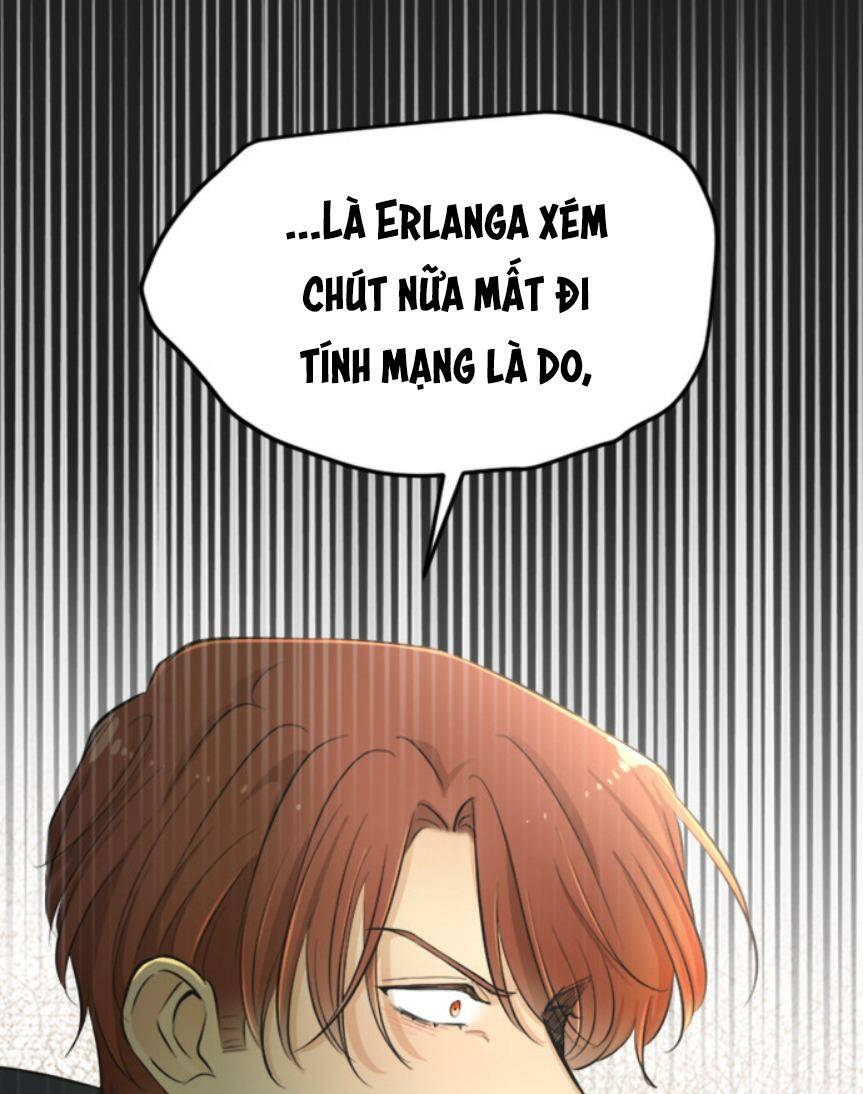 ...LÀ ERLANGA XÉM
CHÚT NỮA MẤT ĐI
TÍNH MẠNG LÀ DO,